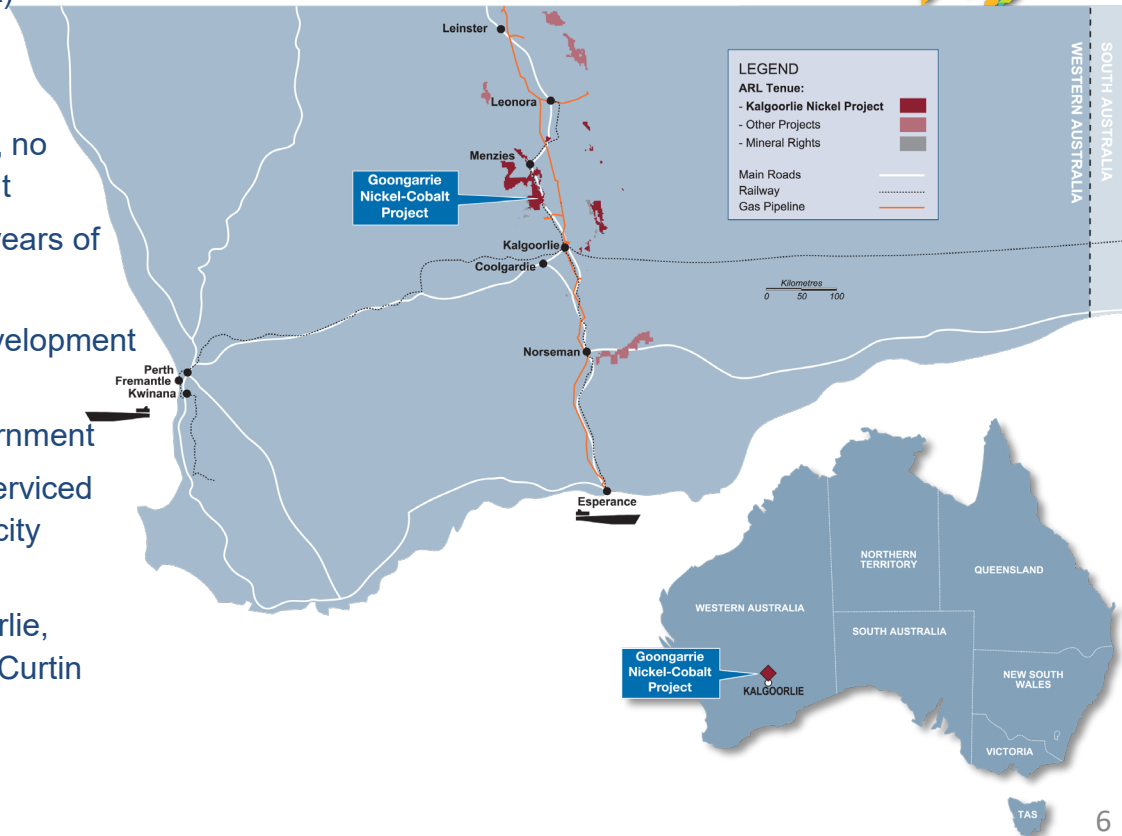 , no
t
years of
velopment
rnment
erviced
city
rlie,
Curtin
Leinster
Leonora
Menzies
Goongarrie
Nickel-Cobalt
Project
Kalgoorlie
Coolgardie
Norseman
Perth
Fremantle
Kwinana
Esperance
LEGEND
ARL Tenue:
- Kalgoorlie Nickel Project
- Other Projects
- Mineral Rights
Main Roads
Railway
Gas Pipeline
WESTERN AUSTRALIA
SOUTH AUSTRALIA
Kilometres
0 50 100
NORTHERN
TERRITORY
QUEENSLAND
WESTERN AUSTRALIA
SOUTH AUSTRALIA
NEW SOUTH
WALES
VICTORIA
TAS
Goongarrie
Nickel-Cobalt
Project
KALGOORLIE
6